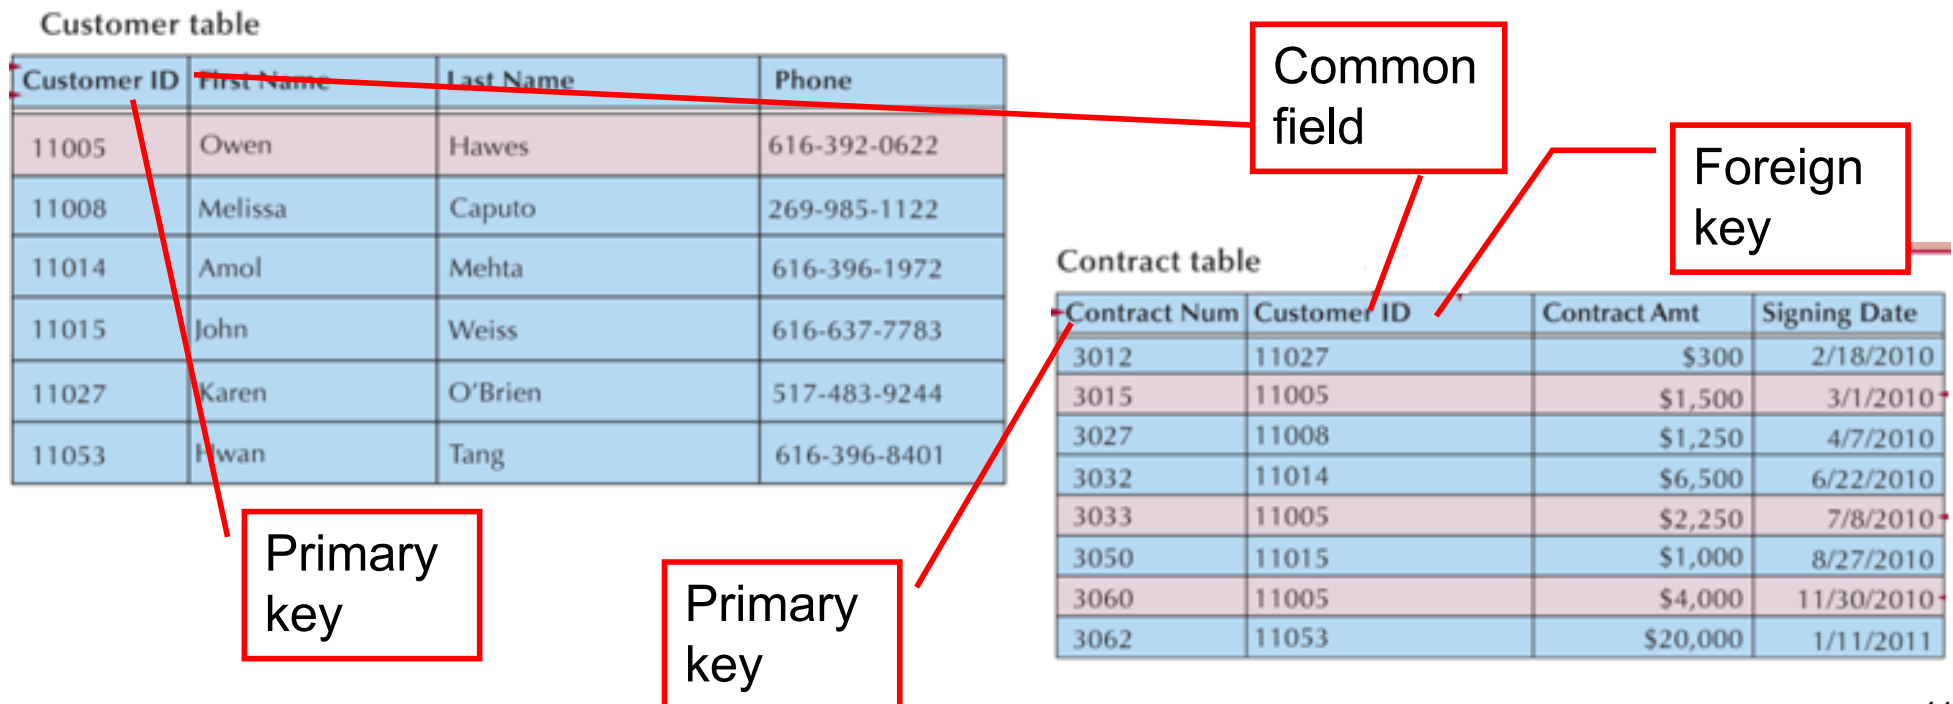 Customer table
Customer ID First Name Last Name Phone
11005 Owen Hawes 616-392-0622
11008 Melissa Caputo 269-985-1122
11014 Amol Mehta 616-396-1972
11015 John Weiss 616-637-7783
11027 Karen O'Brien 517-483-9244
11053 Hwan Tang 616-396-8401
Primary
key
Primary
key
Common
field
Foreign
key
Contract table
Contract Num Customer ID Contract Amt Signing Date
3012 11027 $300 2/18/2010
3015 11005 $1,500 3/1/2010
3027 11008 $1,250 4/7/2010
3032 11014 $6,500 6/22/2010
3033 11005 $2,250 7/8/2010
3050 11015 $1,000 8/27/2010
3060 11005 $4,000 11/30/2010
3062 11053 $20,000 1/11/2011